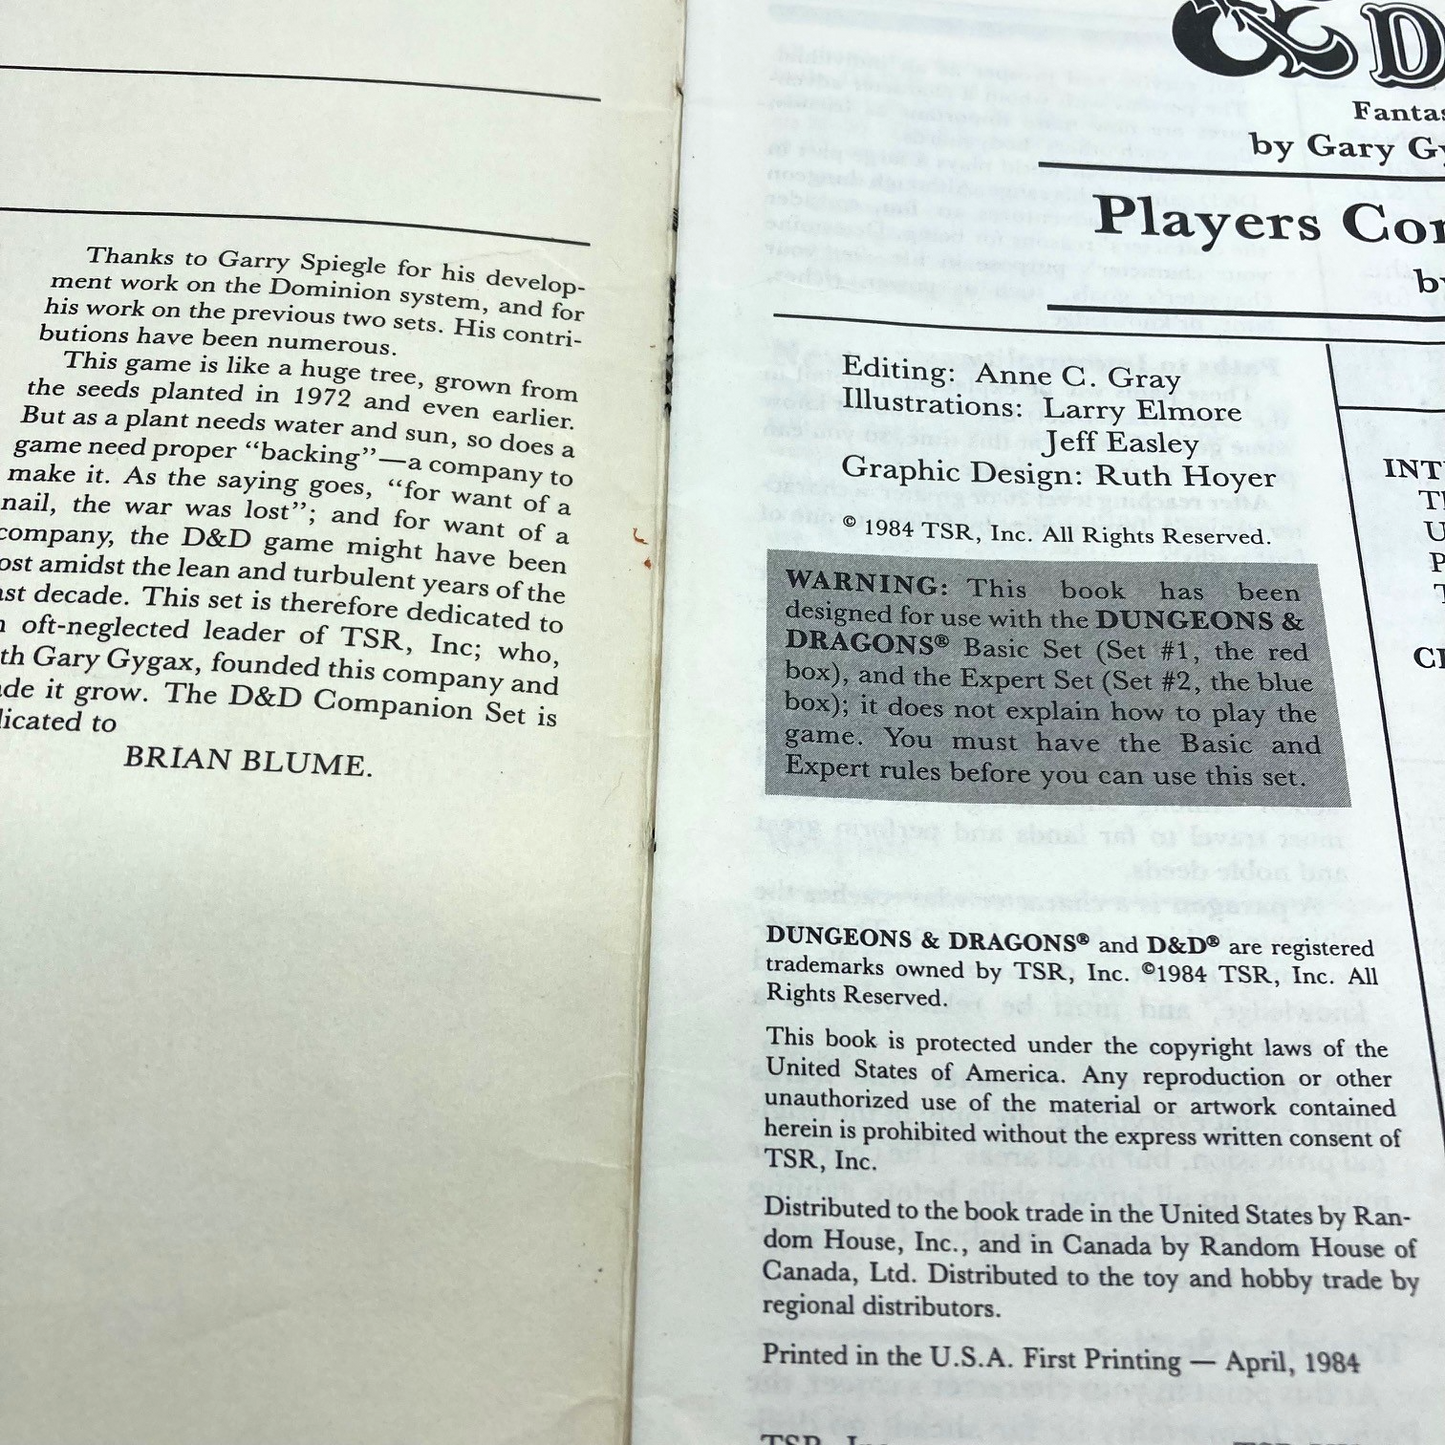 Thanks to Garry Spiegle for his develop-
ment work on the Dominion system, and for
his work on the previous two sets. His contri-
butions have been numerous.
This game is like a huge tree, grown from
the seeds planted in 1972 and even earlier.
But as a plant needs water and sun, so does a
game need proper “backing”—a company to
make it. As the saying goes, “for want of a
nail, the war was lost”; and for want of a
company, the D&D game might have been
ost amidst the lean and turbulent years of the
ast decade. This set is therefore dedicated to
oft-neglected leader of TSR, Inc; who,
th Gary Gygax, founded this company and
de it grow. The D&D Companion Set is
licated to
BRIAN BLUME.
& D
Fantas
by Gary Gy
Players Com
by
Editing: Anne C. Gray
Illustrations: Larry Elmore
Jeff Easley
Graphic Design: Ruth Hoyer
© 1984 TSR, Inc. All Rights Reserved.
WARNING: This book has been
designed for use with the DUNGEONS &
DRAGONS® Basic Set (Set #1, the red
box), and the Expert Set (Set #2, the blue
box); it does not explain how to play the
game. You must have the Basic and
Expert rules before you can use this set.
DUNGEONS & DRAGONS® and D&D® are registered
trademarks owned by TSR, Inc. ©1984 TSR, Inc. All
Rights Reserved.
This book is protected under the copyright laws of the
United States of America. Any reproduction or other
unauthorized use of the material or artwork contained
herein is prohibited without the express written consent of
TSR, Inc.
Distributed to the book trade in the United States by Ran-
dom House, Inc., and in Canada by Random House of
Canada, Ltd. Distributed to the toy and hobby trade by
regional distributors.
Printed in the U.S.A. First Printing — April, 1984
TSR, Inc.
INT
Th
U
P
T